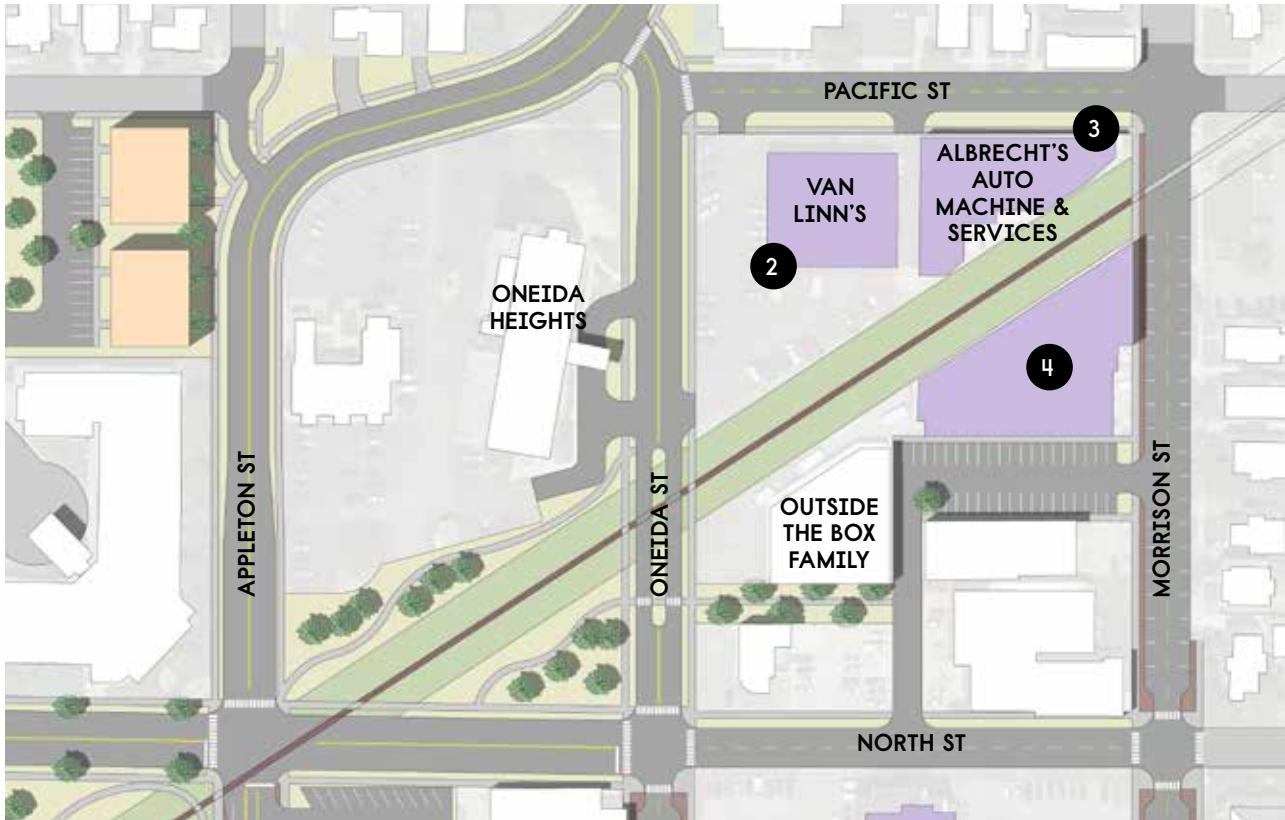 PACIFIC ST
3
ALBRECHT'S
AUTO
MACHINE &
SERVICES
VAN
LINN'S
2
ONEIDA
HEIGHTS
4
APPLETON ST
ONEIDA ST
OUTSIDE
THE BOX
FAMILY
MORRISON ST
NORTH ST